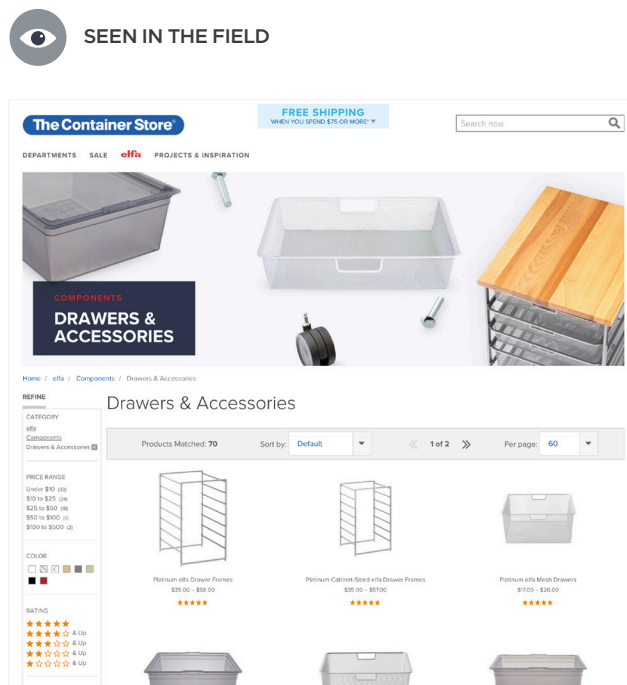 SEEN IN THE FIELD
The Container Store®
FREE SHIPPING
WHEN YOU SPEND $75 OR MORE*
Search now
DEPARTMENTS SALE elfa PROJECTS & INSPIRATION
COMPONENTS
DRAWERS &
ACCESSORIES
Home / elfa / Components / Drawers & Accessories
REFINE
Drawers & Accessories
CATEGORY
elfa
Components
Drawers & Accessories
Products Matched: 70 Sort by: Default 1 of 2 Per page: 60
PRICE RANGE
Under $10 (33)
$10 to $25 (24)
$25 to $50 (18)
$50 to $100
$100 to $500 (2)
COLOR
Platinum elfa Drawer Frames
$35.00 – $58.00
Platinum Cabinet-Sized elfa Drawer Frames
$35.00 – $57.00
Platinum elfa Mesh Drawers
$17.00 – $26.00
RATING
& Up
& Up
& Up
& Up